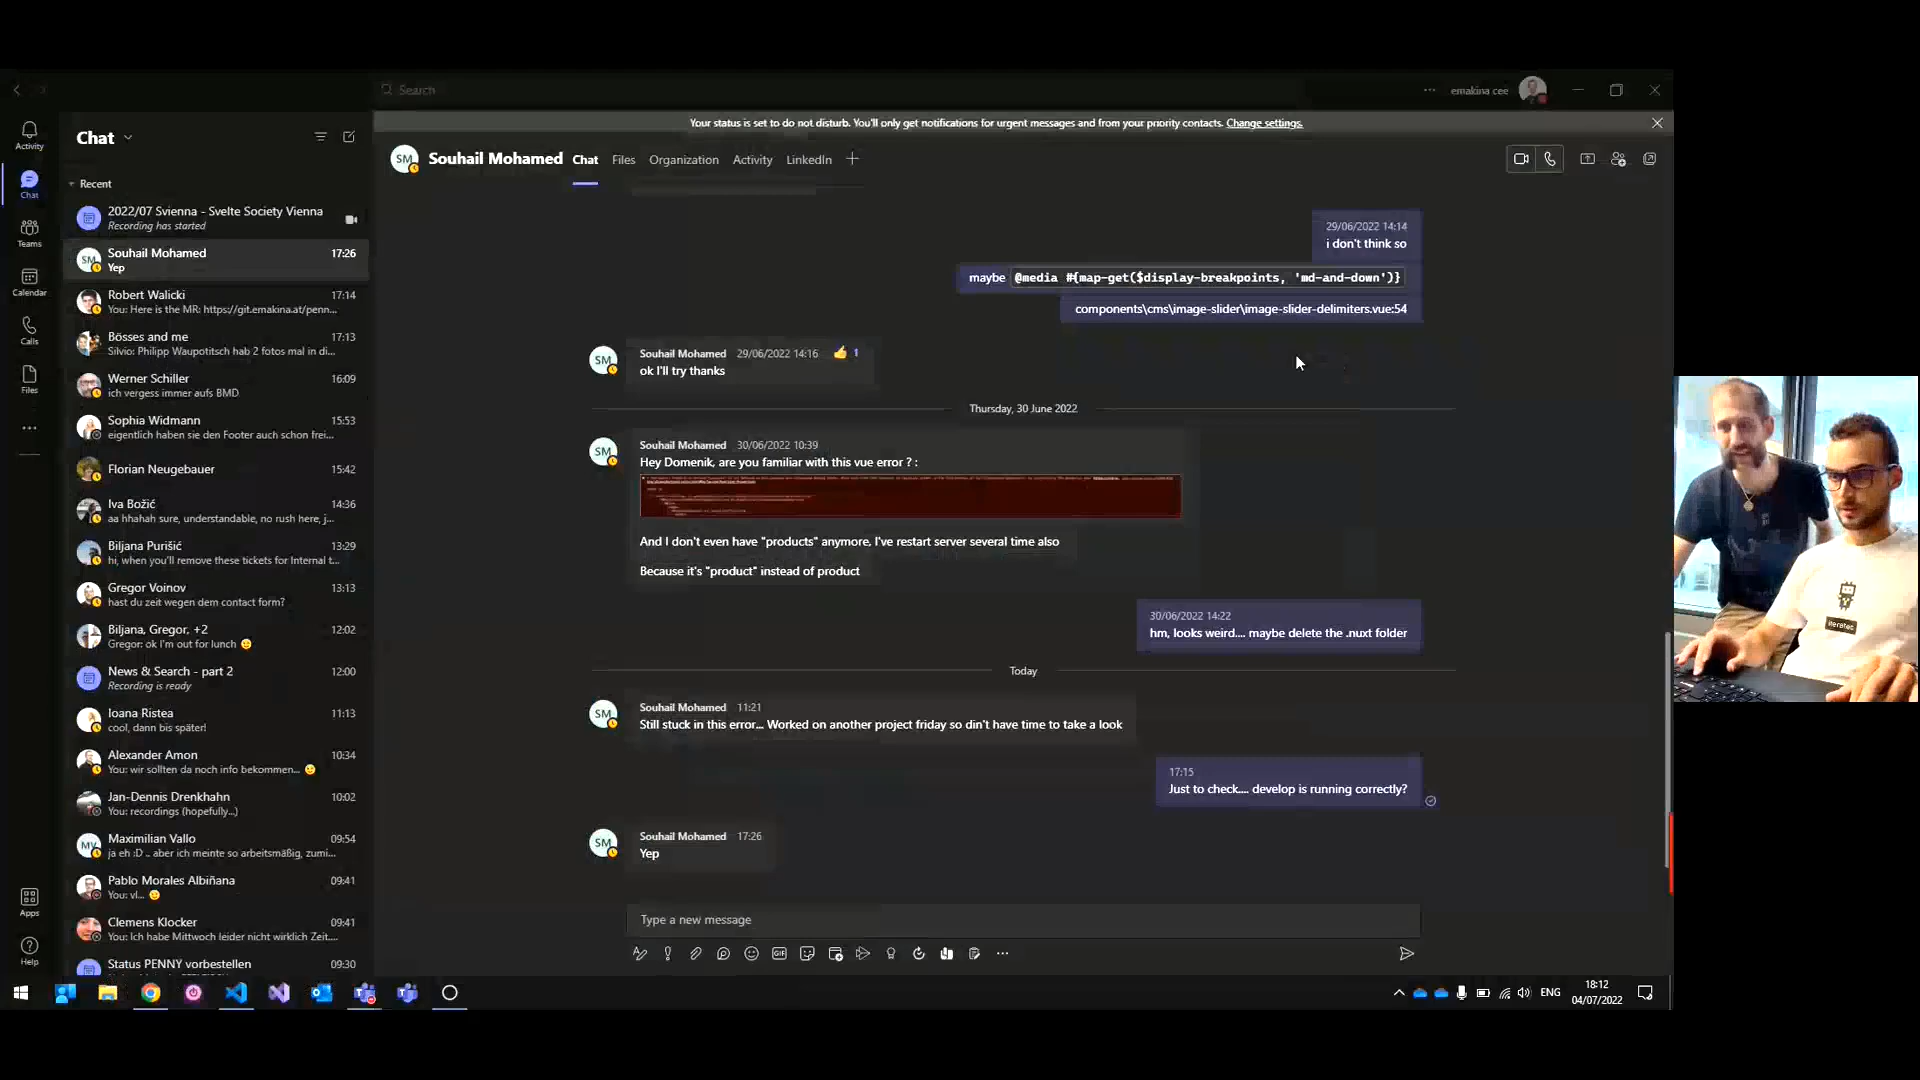 Search
emakina cee
Your status is set to do not disturb. You'll only get notifications for urgent messages and from your priority contacts. Change settings.
Activity
Chat
Teams
Calendar
Calls
Files
Apps
Help
Chat
Recent
2022/07 Svienna - Svelte Society Vienna
Recording has started
Souhail Mohamed 17:26
Yep
Robert Walicki 17:14
You: Here is the MR: https://git.emakina.at/penn...
Bösses and me 17:13
Silvio: Philipp Waupotitsch hab 2 fotos mal in di...
Werner Schiller 16:09
ich vergess immer aufs BMD
Sophia Widmann 15:53
eigentlich haben sie den Footer auch schon frei...
Florian Neugebauer 15:42
Iva Božić 14:36
aa hhahah sure, understandable, no rush here, j...
Biljana Purišić 13:29
hi, when you'll remove these tickets for Internal t...
Gregor Voinov 13:13
hast du zeit wegen dem contact form?
Biljana, Gregor, +2 12:02
Gregor: ok I'm out for lunch 😉
News & Search - part 2 12:00
Recording is ready
Ioana Ristea 11:13
cool, dann bis später!
Alexander Amon 10:34
You: wir sollten da noch info bekommen...
Jan-Dennis Drenkhahn 10:02
You: recordings (hopefully...)
MV
Maximilian Vallo 09:54
ja eh :D .. aber ich meinte so arbeitsmäßig, zumi...
Pablo Morales Albiñana 09:41
You: vl...
Clemens Klocker 09:41
You: Ich habe Mittwoch leider nicht wirklich Zeit....
Status PENNY vorbestellen 09:30
SM Souhail Mohamed Chat Files Organization Activity LinkedIn
29/06/2022 14:14
i don't think so
maybe @media #{map-get($display-breakpoints, 'md-and-down')}
components\cms\image-slider\image-slider-delimiters.vue:54
SM
Souhail Mohamed 29/06/2022 14:16 👍 1
ok I'll try thanks
Thursday, 30 June 2022
SM
Souhail Mohamed 30/06/2022 10:39
Hey Domenik, are you familiar with this vue error ? :
And I don't even have "products" anymore, I've restart server several time also
Because it's "product" instead of product
30/06/2022 14:22
hm, looks weird.... maybe delete the .nuxt folder
Today
SM
Souhail Mohamed 11:21
Still stuck in this error... Worked on another project friday so din't have time to take a look
17:15
Just to check.... develop is running correctly?
SM
Souhail Mohamed 17:26
Yep
Type a new message
GIF
ENG
18:12
04/07/2022
iteratec